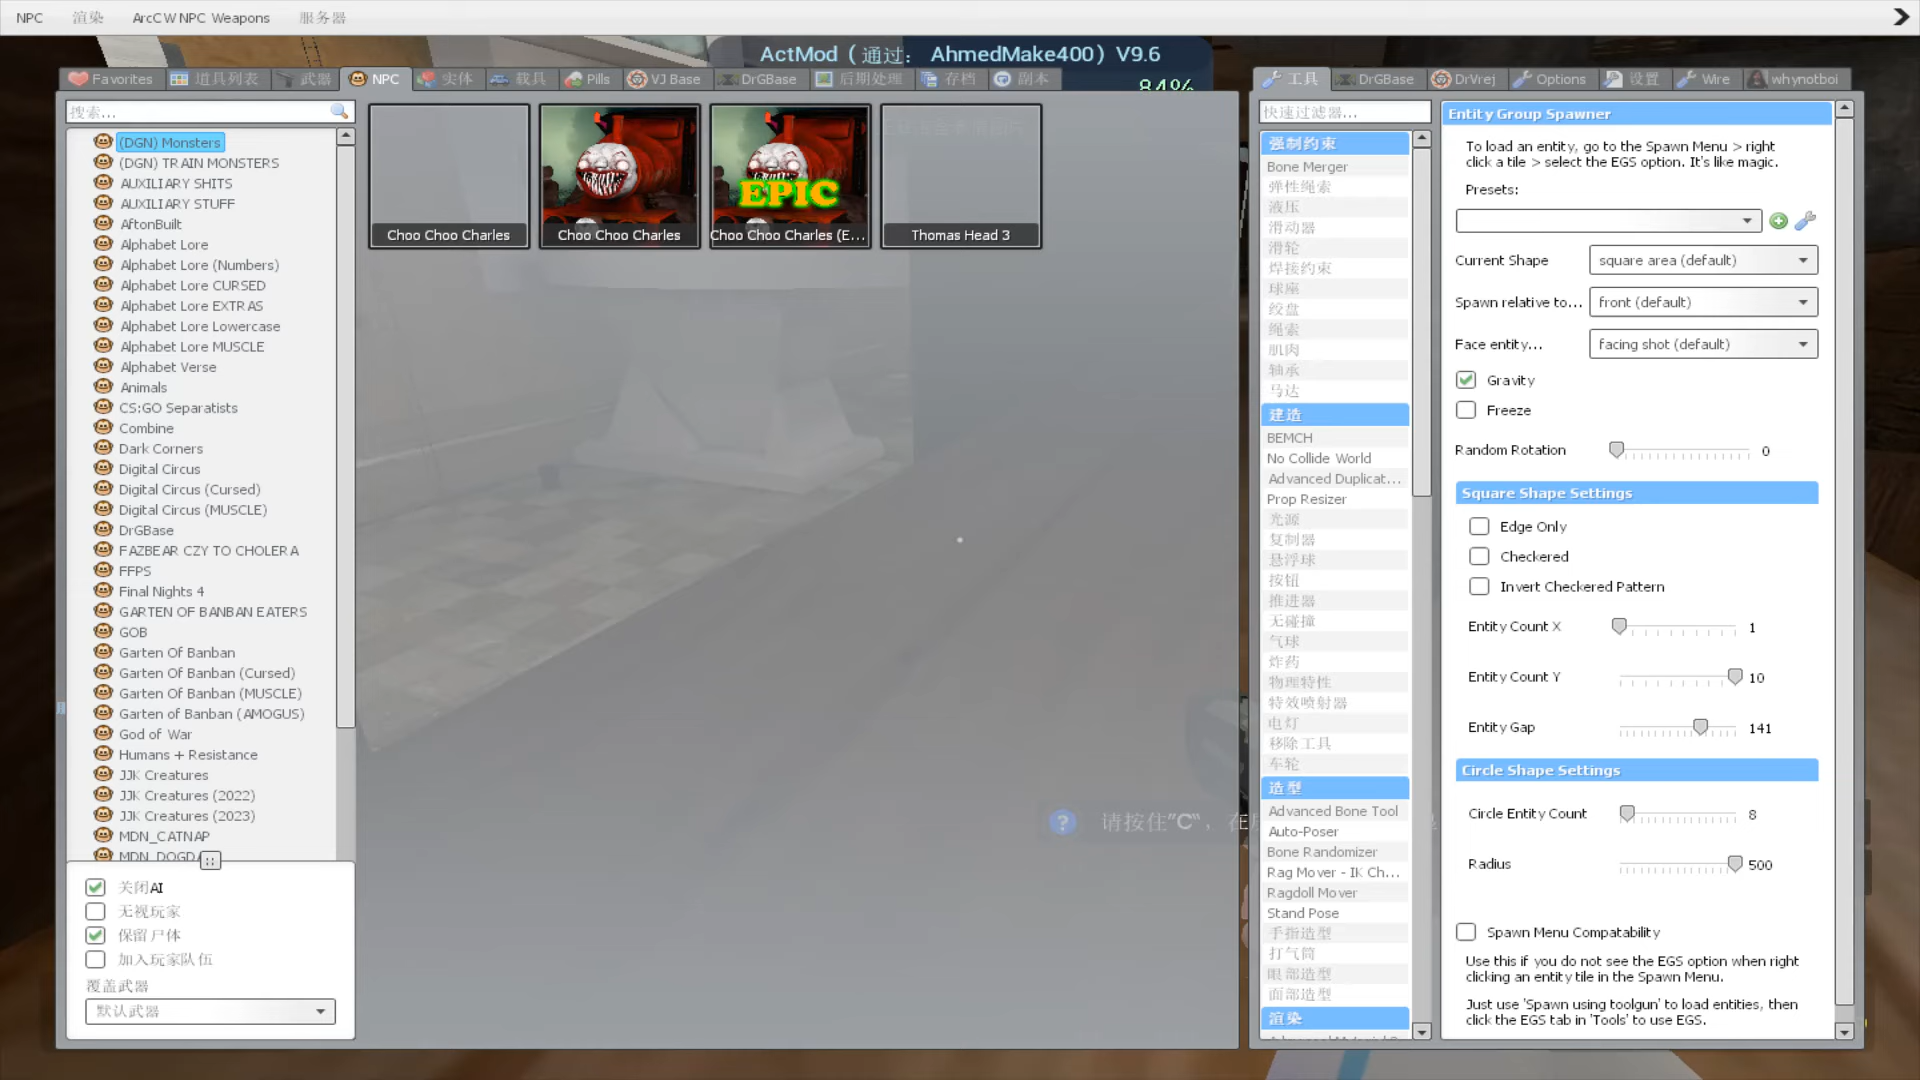 NPC 渲染 ArcCW NPC Weapons 服务器
ActMod ( 通过： AhmedMake400) V9.6
84%
Favorites 道具列表 武器 NPC 实体 载具 Pills VJ Base DrGBase 后期处理 存档 副本
工具 DrGBase DrVrej Options 设置 Wire whynotboi
搜索...
(DGN) Monsters
(DGN) TRAIN MONSTERS
AUXILIARY SHITS
AUXILIARY STUFF
AftonBuilt
Alphabet Lore
Alphabet Lore (Numbers)
Alphabet Lore CURSED
Alphabet Lore EXTRAS
Alphabet Lore Lowercase
Alphabet Lore MUSCLE
Alphabet Verse
Animals
CS:GO Separatists
Combine
Dark Corners
Digital Circus
Digital Circus (Cursed)
Digital Circus (MUSCLE)
DrGBase
FAZBEAR CZY TO CHOLERA
FFPS
Final Nights 4
GARTEN OF BANBAN EATERS
GOB
Garten Of Banban
Garten Of Banban (Cursed)
Garten Of Banban (MUSCLE)
Garten of Banban (AMOGUS)
God of War
Humans + Resistance
JJK Creatures
JJK Creatures (2022)
JJK Creatures (2023)
MDN_CATNAP
关闭AI
无视玩家
保留尸体
加入玩家队伍
覆盖武器
默认武器
Choo Choo Charles
Choo Choo Charles
EPIC
Choo Choo Charles (E...
Thomas Head 3
请按住"C"，在
快速过滤器...
强制约束
Bone Merger
弹性绳索
液压
滑动器
滑轮
焊接约束
球座
绞盘
绳索
肌肉
轴承
马达
建造
BEMCH
No Collide World
Advanced Duplicat...
Prop Resizer
光源
复制器
悬浮球
按钮
推进器
无碰撞
气球
炸药
物理特性
特效喷射器
电灯
移除工具
车轮
造型
Advanced Bone Tool
Auto-Poser
Bone Randomizer
Rag Mover - IK Ch...
Ragdoll Mover
Stand Pose
手指造型
打气筒
眼部造型
面部造型
渲染
Entity Group Spawner
To load an entity, go to the Spawn Menu > right
click a tile > select the EGS option. It's like magic.
Presets:
Current Shape square area (default)
Spawn relative to... front (default)
Face entity... facing shot (default)
Gravity
Freeze
Random Rotation 0
Square Shape Settings
Edge Only
Checkered
Invert Checkered Pattern
Entity Count X 1
Entity Count Y 10
Entity Gap 141
Circle Shape Settings
Circle Entity Count 8
Radius 500
Spawn Menu Compatability
Use this if you do not see the EGS option when right
clicking an entity tile in the Spawn Menu.
Just use 'Spawn using toolgun' to load entities, then
click the EGS tab in 'Tools' to use EGS.